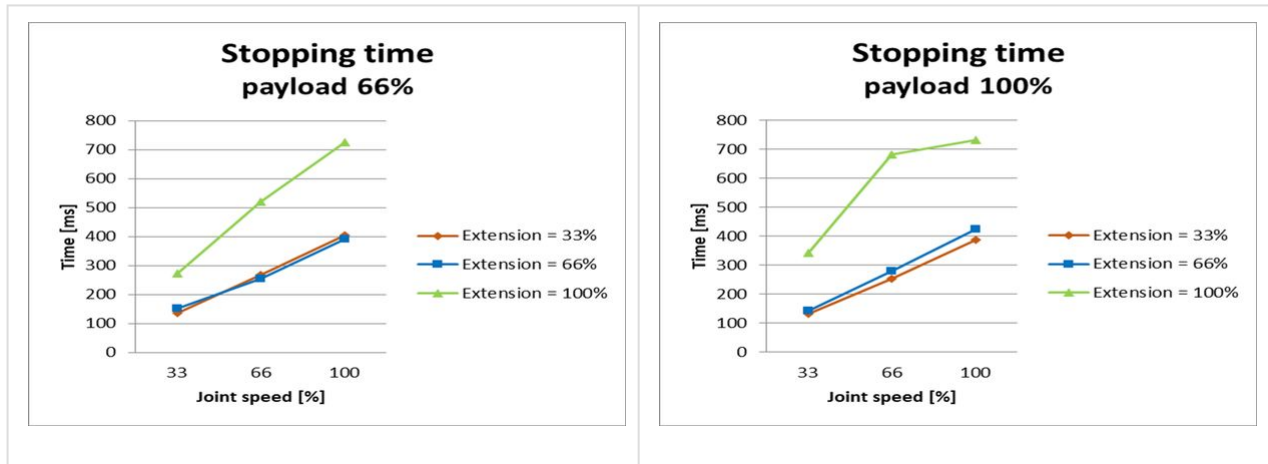 Stopping time
payload 66%
800
700
600
500
400
300
200
100
0
Time [ms]
33 66 100
Joint speed [%]
Extension = 33%
Extension = 66%
Extension = 100%
Stopping time
payload 100%
800
700
600
500
400
300
200
100
0
Time [ms]
33 66 100
Joint speed [%]
Extension = 33%
Extension = 66%
Extension = 100%